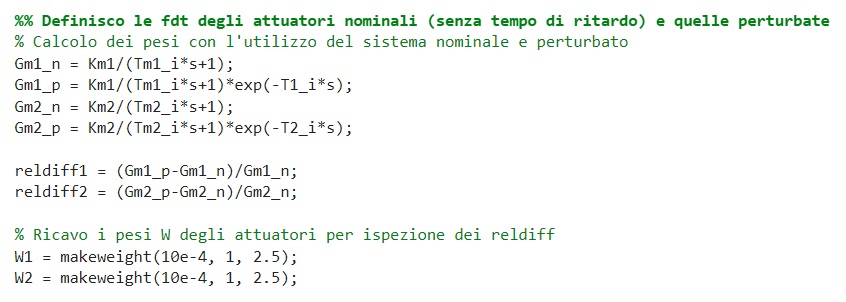 %% Definisco le fdt degli attuatori nominali (senza tempo di ritardo) e quelle perturbate
% Calcolo dei pesi con l'utilizzo del sistema nominale e perturbato
Gm1_n = Km1/(Tm1_i*s+1);
Gm1_p = Km1/(Tm1_i*s+1)*exp(-T1_i*s);
Gm2_n = Km2/(Tm2_i*s+1);
Gm2_p = Km2/(Tm2_i*s+1)*exp(-T2_i*s);
reldiff1 = (Gm1_p-Gm1_n)/Gm1_n;
reldiff2 = (Gm2_p-Gm2_n)/Gm2_n;
% Ricavo i pesi W degli attuatori per ispezione dei reldiff
W1 = makeweight(10e-4, 1, 2.5);
W2 = makeweight(10e-4, 1, 2.5);